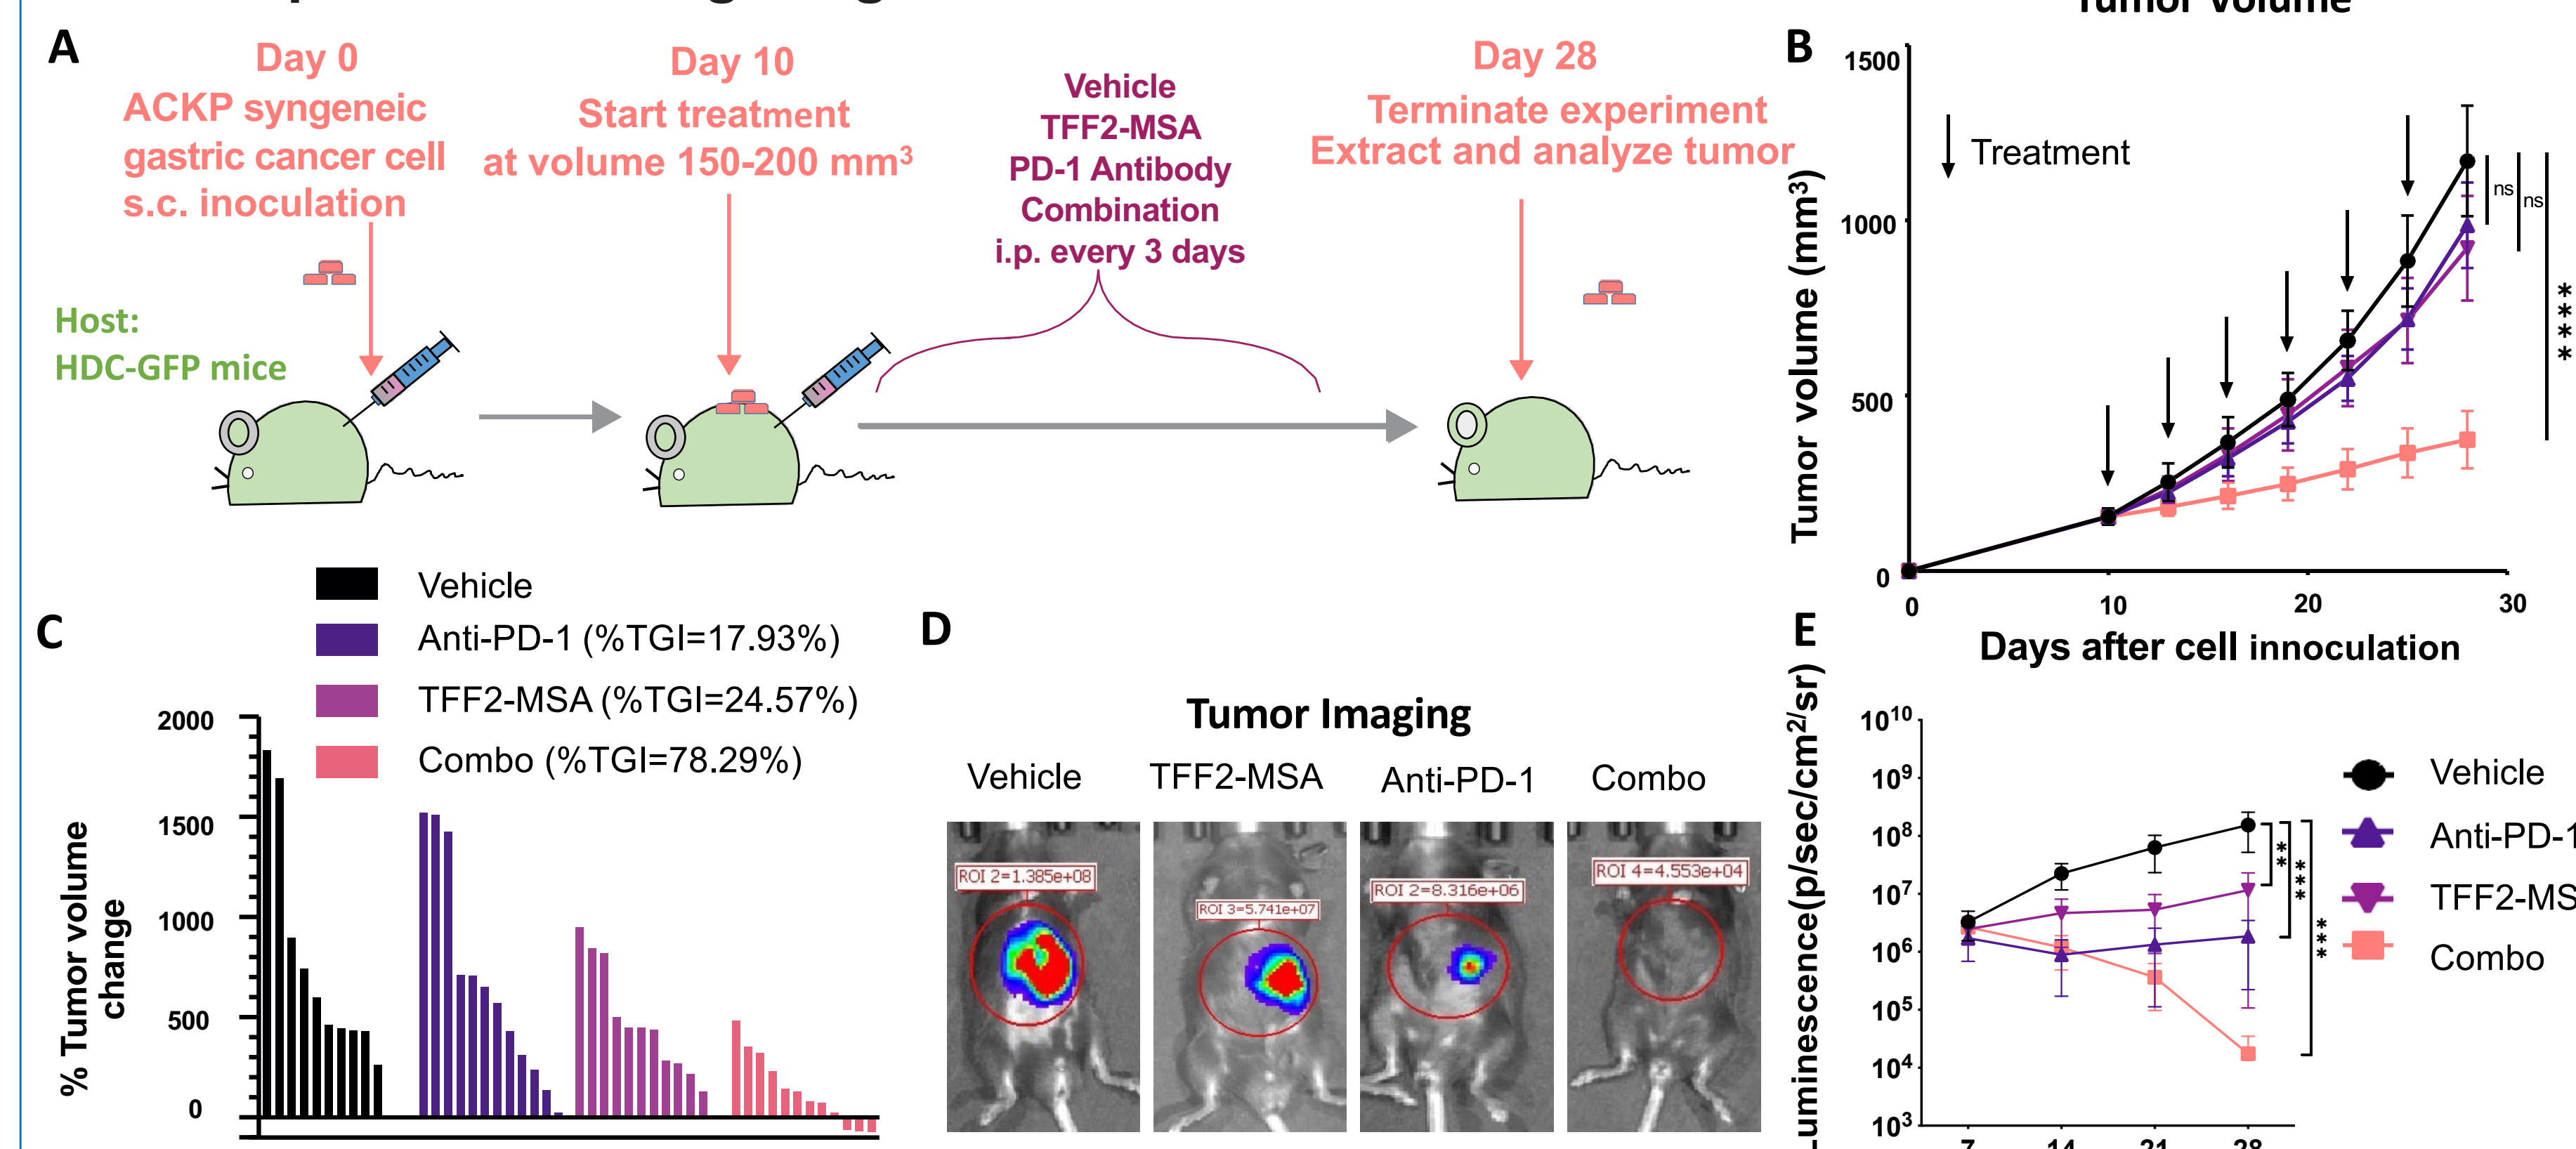 Tumor Volume
A
Day 0
ACKP syngeneic
gastric cancer cell
s.c. inoculation
Host:
HDC-GFP mice
Day 10
Start treatment
at volume 150-200 mm³
Vehicle
TFF2-MSA
PD-1 Antibody
Combination
i.p. every 3 days
Day 28
Terminate experiment
Extract and analyze tumor
B
Tumor volume (mm³)
1500
1000
500
0
Treatment
ns
ns
****
0
10
20
30
Days after cell innoculation
C
Vehicle
Anti-PD-1 (%TGI=17.93%)
TFF2-MSA (%TGI=24.57%)
Combo (%TGI=78.29%)
% Tumor volume
change
2000
1500
1000
500
0
D
Tumor Imaging
Vehicle
TFF2-MSA
Anti-PD-1
Combo
ROI 2=1.385e+08
ROI 3=5.741e+07
ROI 2=8.316e+06
ROI 4=4.553e+04
E
uminescence(p/sec/cm²/sr)
10¹⁰
10⁹
10⁸
10⁷
10⁶
10⁵
10⁴
10³
7
14
21
28
**
***
***
Vehicle
Anti-PD-1
TFF2-MS
Combo